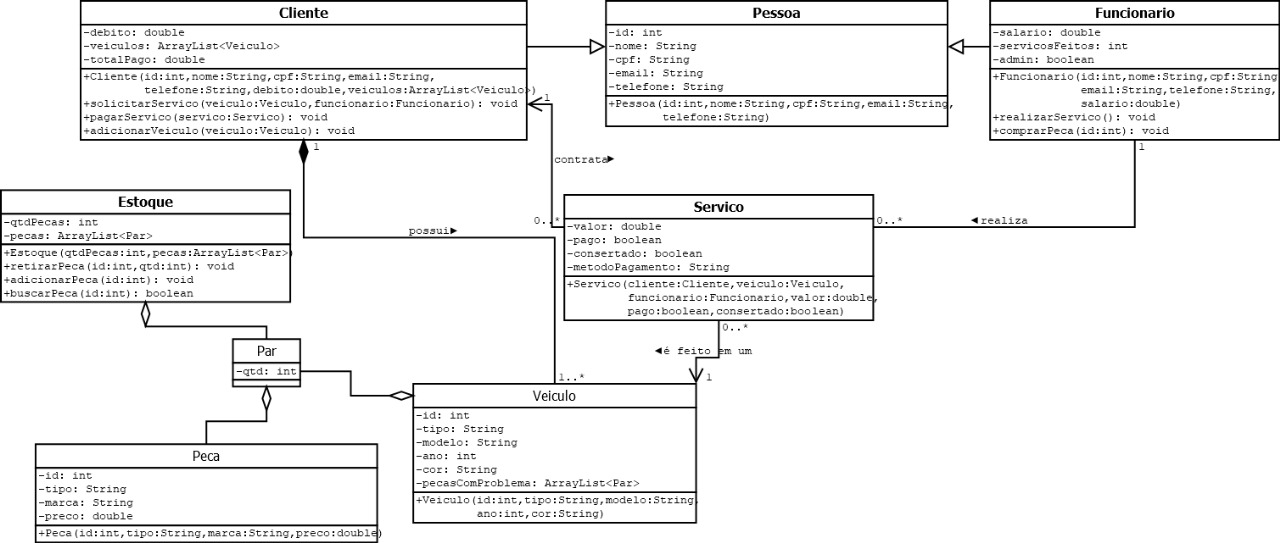 Cliente
-debito: double
-veiculos: ArrayList<Veiculo>
-totalPago: double
+Cliente(id:int,nome:String,cpf:String,email:String,
telefone:String,debito:double,veiculos:ArrayList<Veiculo>)
+solicitarServico(veiculo:Veiculo,funcionario:Funcionario): void
+pagarServico(servico:Servico): void
+adicionarVeiculo(veiculo:Veiculo): void
Pessoa
-id: int
-nome: String
-cpf: String
-email: String
-telefone: String
+Pessoa(id:int,nome:String,cpf:String,email:String,
telefone:String)
Funcionario
-salario: double
-servicosFeitos: int
-admin: boolean
+Funcionario(id:int,nome:String,cpf:String
email:String,telefone:String,
salario:double)
+realizarServico(): void
+comprarPeca(id:int): void
1
1
1
contrata►
0..*
0..*
◄realiza
possui►
Estoque
-qtdPecas: int
-pecas: ArrayList<Par>
+Estoque(qtdPecas:int,pecas:ArrayList<Par>)
+retirarPeca(id:int,qtd:int): void
+adicionarPeca(id:int): void
+buscarPeca(id:int): boolean
Servico
-valor: double
-pago: boolean
-consertado: boolean
-metodoPagamento: String
+Servico(cliente:Cliente,veiculo:Veiculo,
funcionario:Funcionario,valor:double,
pago:boolean,consertado:boolean)
0..*
◄é feito em um
1..*
1
Par
-qtd: int
Veiculo
-id: int
-tipo: String
-modelo: String
-ano: int
-cor: String
-pecasComProblema: ArrayList<Par>
+Veiculo(id:int,tipo:String,modelo:String,
ano:int,cor:String)
Peca
-id: int
-tipo: String
-marca: String
-preco: double
+Peca(id:int,tipo:String,marca:String,preco:double)